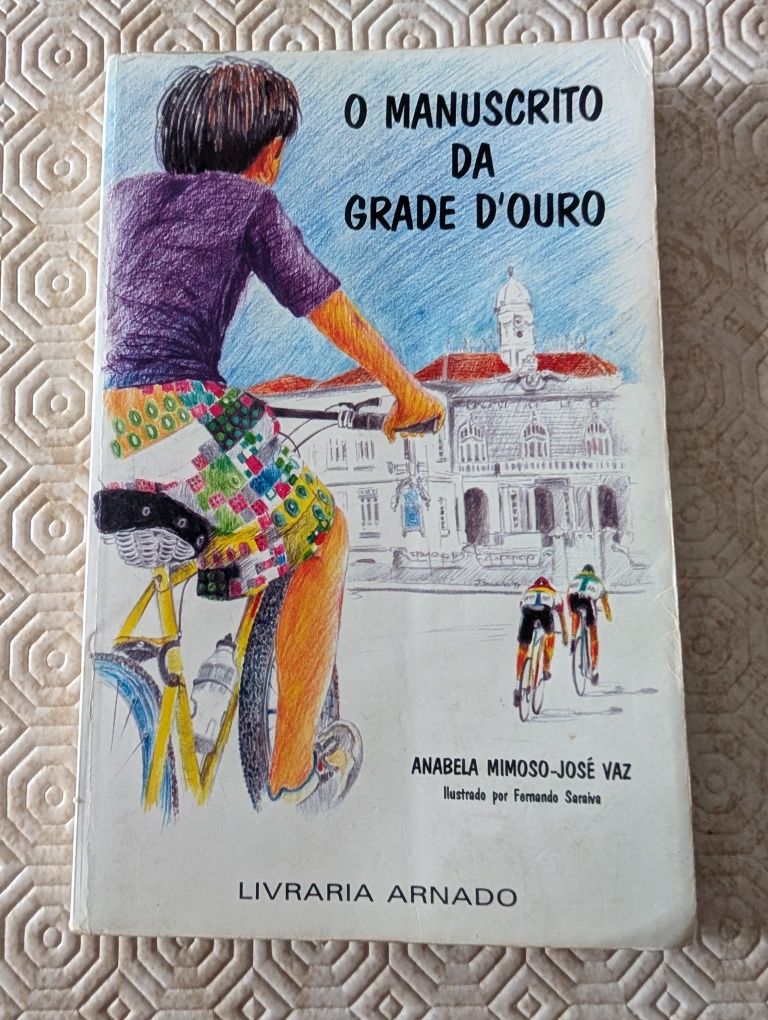 O MANUSCRITO
DA
GRADE D'OURO
ANABELA MIMOSO-JOSÉ VAZ
Ilustrado por Fernando Saraiva
LIVRARIA ARNADO